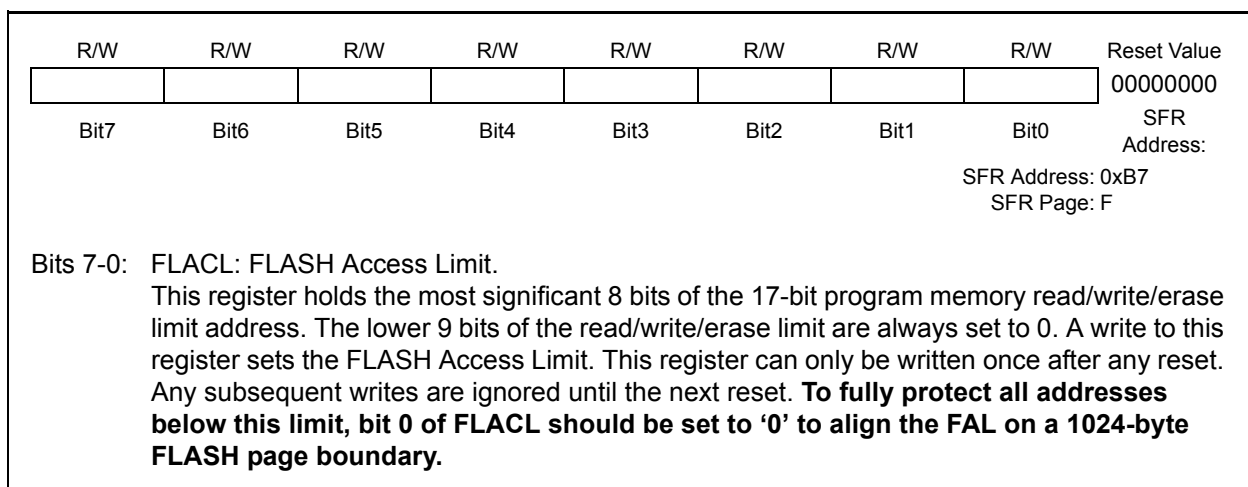 R/W R/W R/W R/W R/W R/W R/W R/W Reset Value
00000000
Bit7 Bit6 Bit5 Bit4 Bit3 Bit2 Bit1 Bit0 SFR
Address:
SFR Address: 0xB7
SFR Page: F
Bits 7-0: FLACL: FLASH Access Limit.
This register holds the most significant 8 bits of the 17-bit program memory read/write/erase
limit address. The lower 9 bits of the read/write/erase limit are always set to 0. A write to this
register sets the FLASH Access Limit. This register can only be written once after any reset.
Any subsequent writes are ignored until the next reset. To fully protect all addresses
below this limit, bit 0 of FLACL should be set to ‘0’ to align the FAL on a 1024-byte
FLASH page boundary.